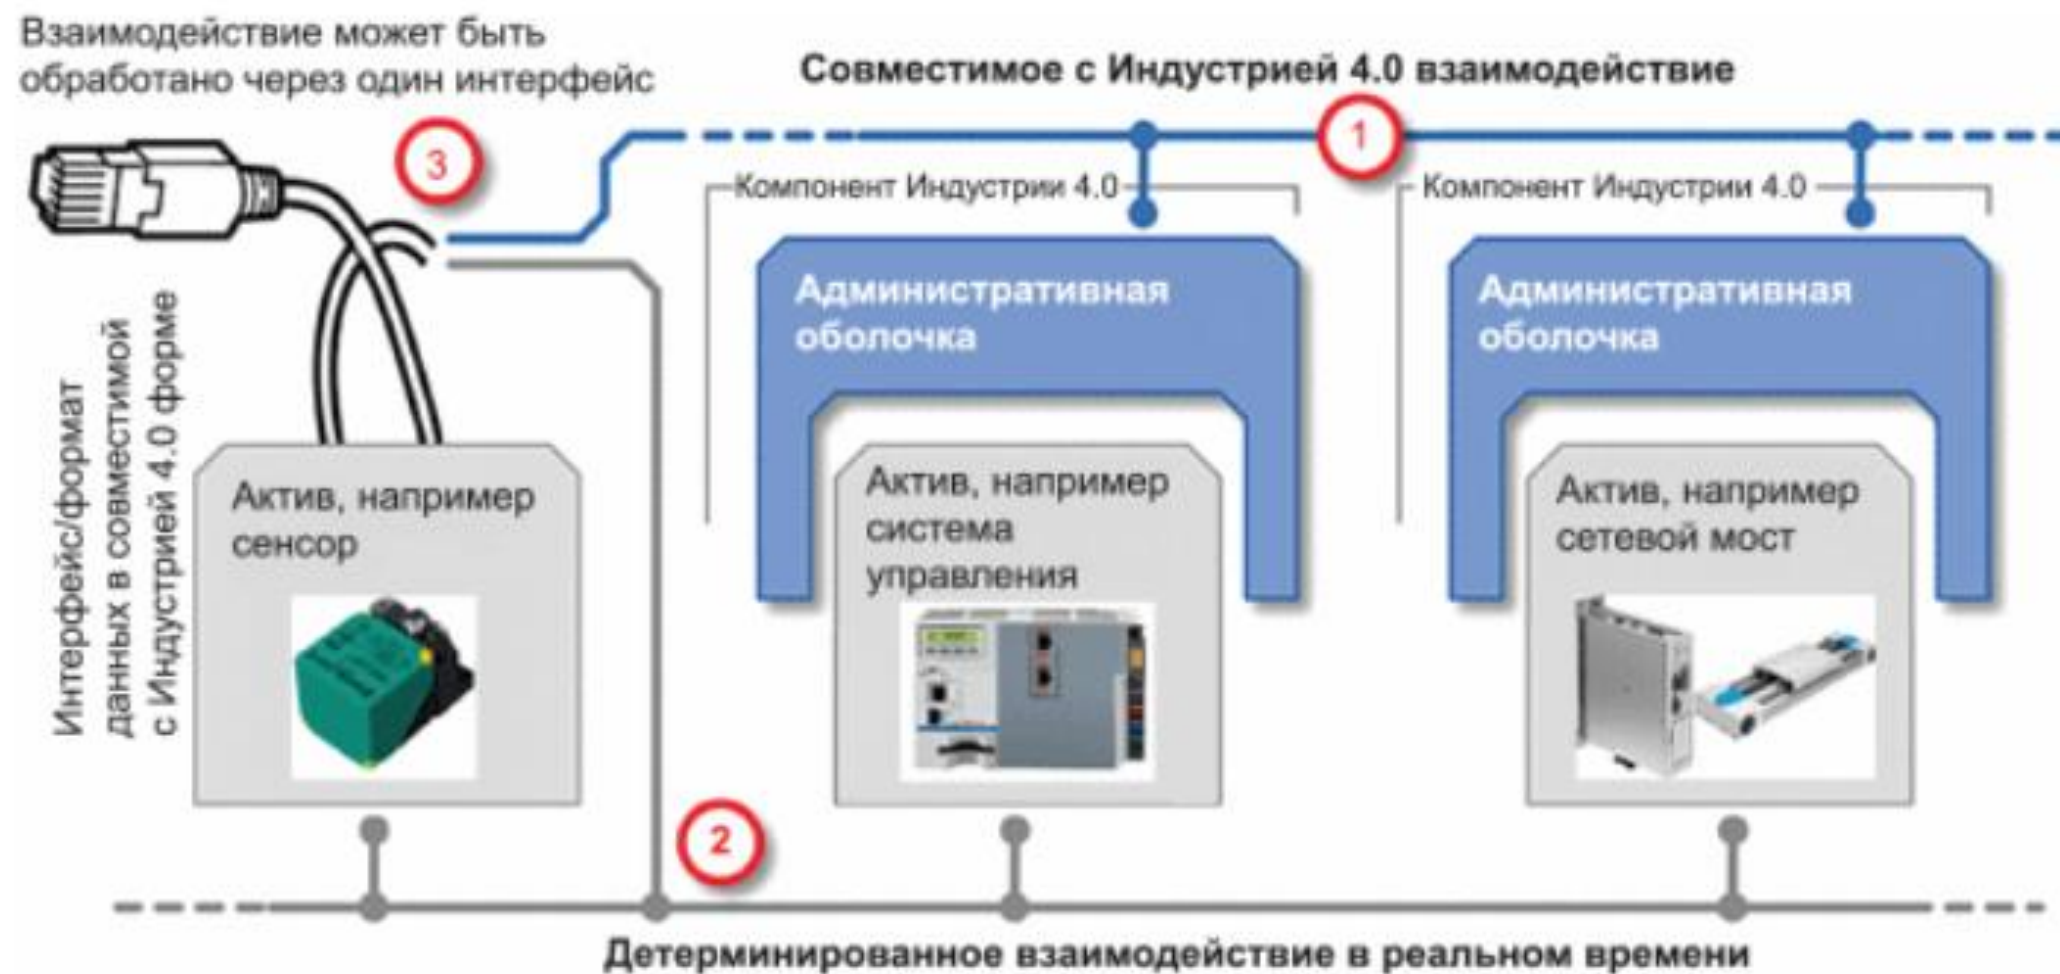 Взаимодействие может быть
обработано через один интерфейс
Совместимое с Индустрией 4.0 взаимодействие
3
1
Компонент Индустрии 4.0
Компонент Индустрии 4.0
Административная
оболочка
Административная
оболочка
Интерфейс/формат
данных в совместимой
с Индустрией 4.0 форме
Актив, например
сенсор
Актив, например
система
управления
Актив, например
сетевой мост
2
Детерминированное взаимодействие в реальном времени